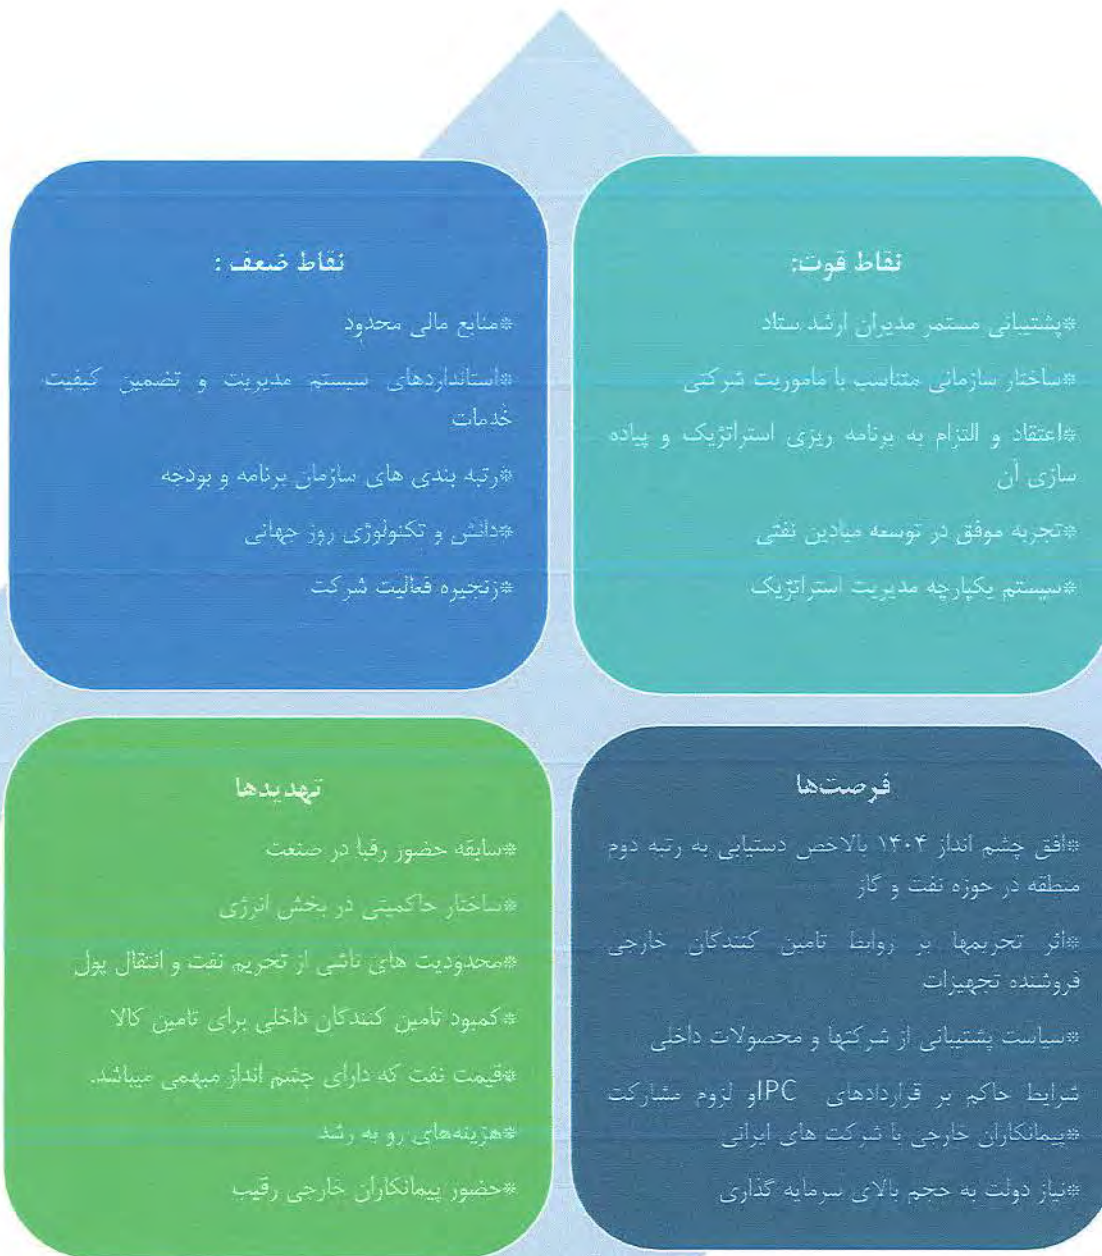 نقاط قوت:
*پشتیبانی مستمر مدیران ارشد ستاد
*ساختار سازمانی متناسب با ماموریت شرکتی
*اعتقاد و التزام به برنامه ریزی استراتژیک و پیاده
سازی آن
*تجربه موفق در توسعه میادین نفتی
*سیستم یکپارچه مدیریت استراتژیک
نقاط ضعف :
*منابع مالی محدود
*استانداردهای سیستم مدیریت و تضمین کیفیت
خدمات
*رتبه بندی های سازمان برنامه و بودجه
*دانش و تکنولوژی روز جهانی
*زنجیره فعالیت شرکت
فرصت‌ها
*افق چشم انداز ۱۴۰۴ بالاخص دستیابی به رتبه دوم
منطقه در حوزه نفت و گاز
*اثر تحریمها بر روابط تامین کنندگان خارجی
فروشنده تجهیزات
*سیاست پشتیبانی از شرکتها و محصولات داخلی
شرایط حاکم بر قراردادهای IPCو لزوم مشارکت
*پیمانکاران خارجی با شرکت های ایرانی
*نیاز دولت به حجم بالای سرمایه گذاری
تهدیدها
*سابقه حضور رقبا در صنعت
*ساختار حاکمیتی در بخش انرژی
*محدودیت های ناشی از تحریم نفت و انتقال پول
*کمبود تامین کنندگان داخلی برای تامین کالا
*قیمت نفت که دارای چشم انداز مبهمی میباشد.
*هزینه‌های رو به رشد
*حضور پیمانکاران خارجی رقیب